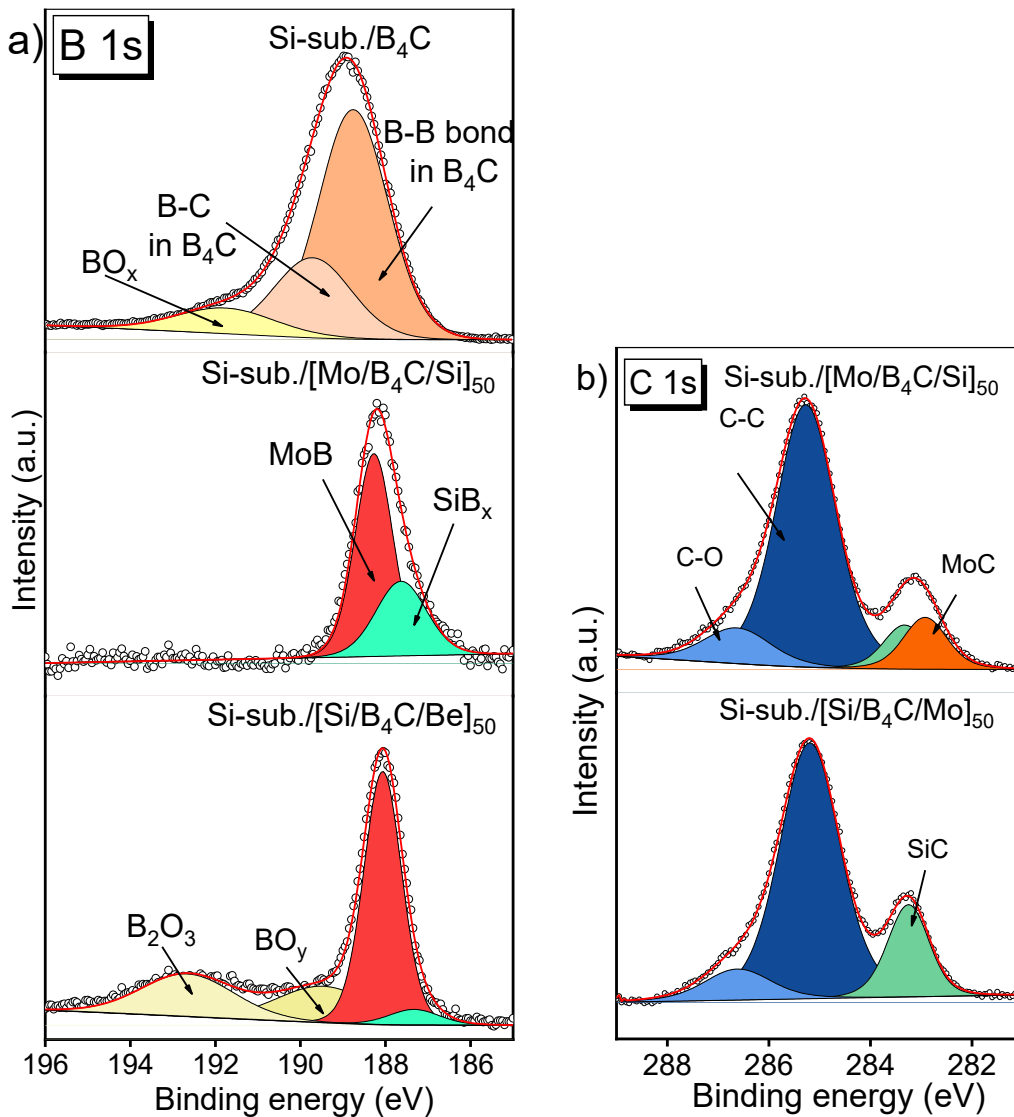 a)
B 1s
Si-sub./B₄C
B-B bond
in B₄C
B-C
in B₄C
BOₓ
Si-sub./[Mo/B₄C/Si]₅₀
MoB
SiBₓ
Si-sub./[Si/B₄C/Be]₅₀
B₂O₃
BOᵧ
Intensity (a.u.)
196 194 192 190 188 186
Binding energy (eV)
b)
C 1s
Si-sub./[Mo/B₄C/Si]₅₀
C-C
C-O
MoC
Si-sub./[Si/B₄C/Mo]₅₀
SiC
Intensity (a.u.)
288 286 284 282
Binding energy (eV)